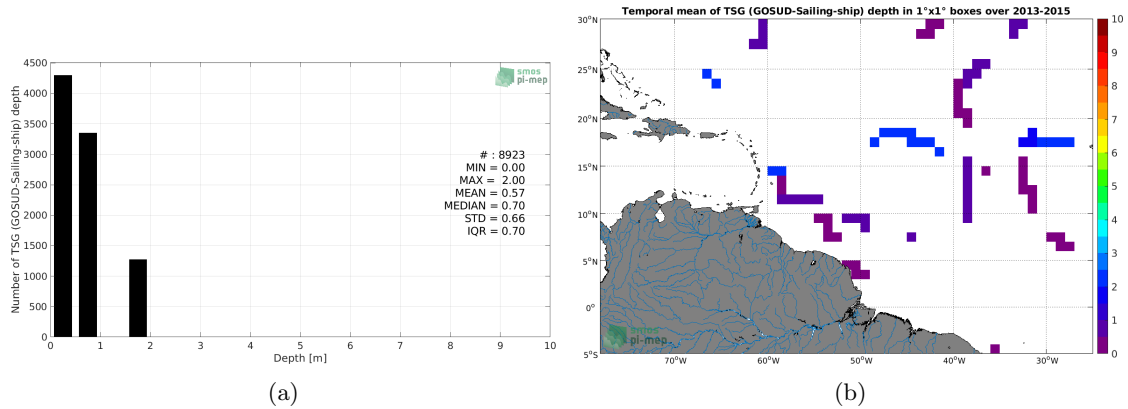 4500
4000
3500
3000
2500
2000
1500
1000
500
0
Number of TSG (GOSUD-Sailing-ship) depth
smos
pi-mep
# : 8923
MIN = 0.00
MAX = 2.00
MEAN = 0.57
MEDIAN = 0.70
STD = 0.66
IQR = 0.70
0 1 2 3 4 5 6 7 8 9 10
Depth [m]
(a)
Temporal mean of TSG (GOSUD-Sailing-ship) depth in 1°x1° boxes over 2013-2015
30°N
25°N
20°N
15°N
10°N
5°N
0°
5°S
70°W 60°W 50°W 40°W 30°W
smos
pi-mep
10
9
8
7
6
5
4
3
2
1
0
(b)